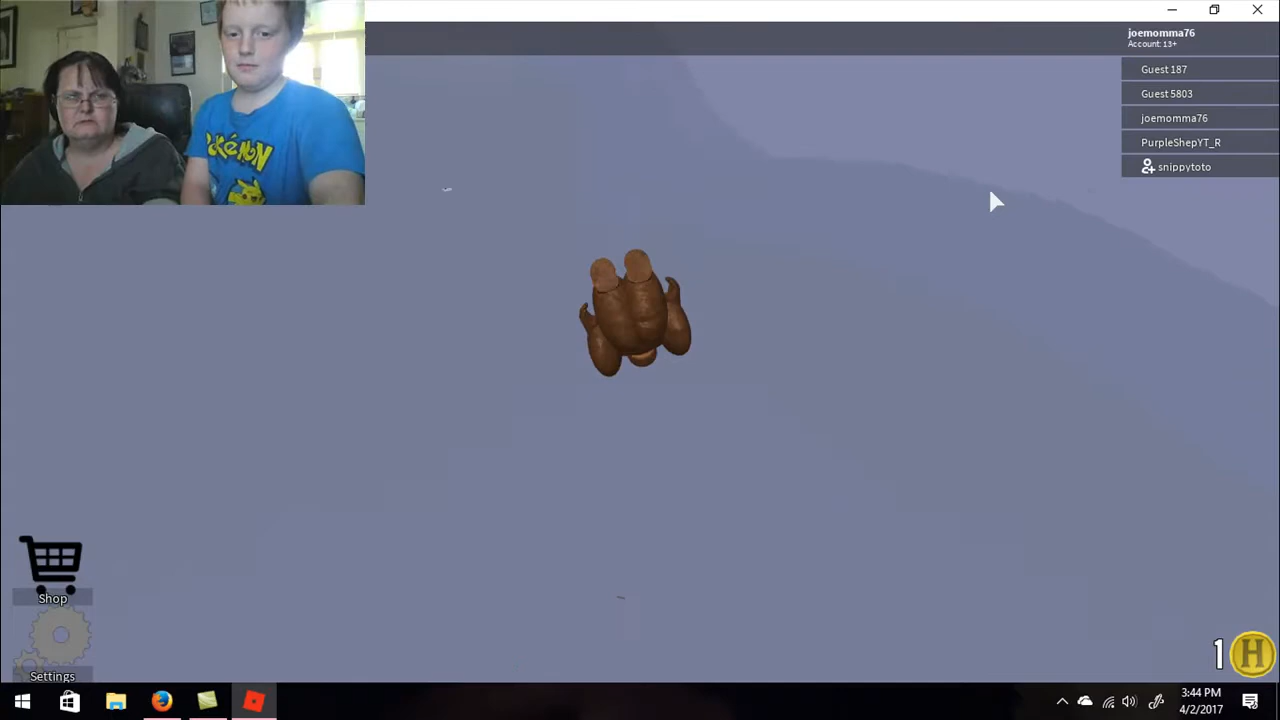 POKéMON
joemomma76
Account: 13+
Guest 187
Guest 5803
joemomma76
PurpleShepYT_R
snippytoto
Shop
Settings
1
H
3:44 PM
4/2/2017